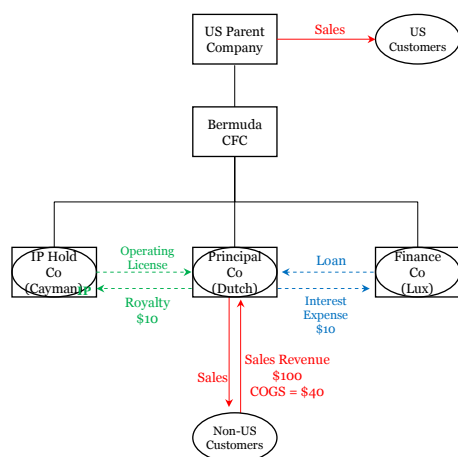 US Parent
Company
Sales
US
Customers
Bermuda
CFC
IP Hold
Co
(Cayman)
IP
Operating
License
Royalty
$10
Principal
Co
(Dutch)
Loan
Interest
Expense
$10
Finance
Co
(Lux)
Sales
Sales Revenue
$100
COGS = $40
Non-US
Customers